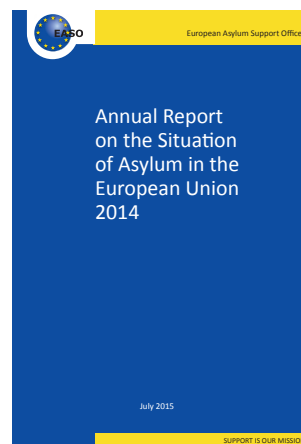 EASO
European Asylum Support Office
Annual Report
on the Situation
of Asylum in the
European Union
2014
July 2015
SUPPORT IS OUR MISSION